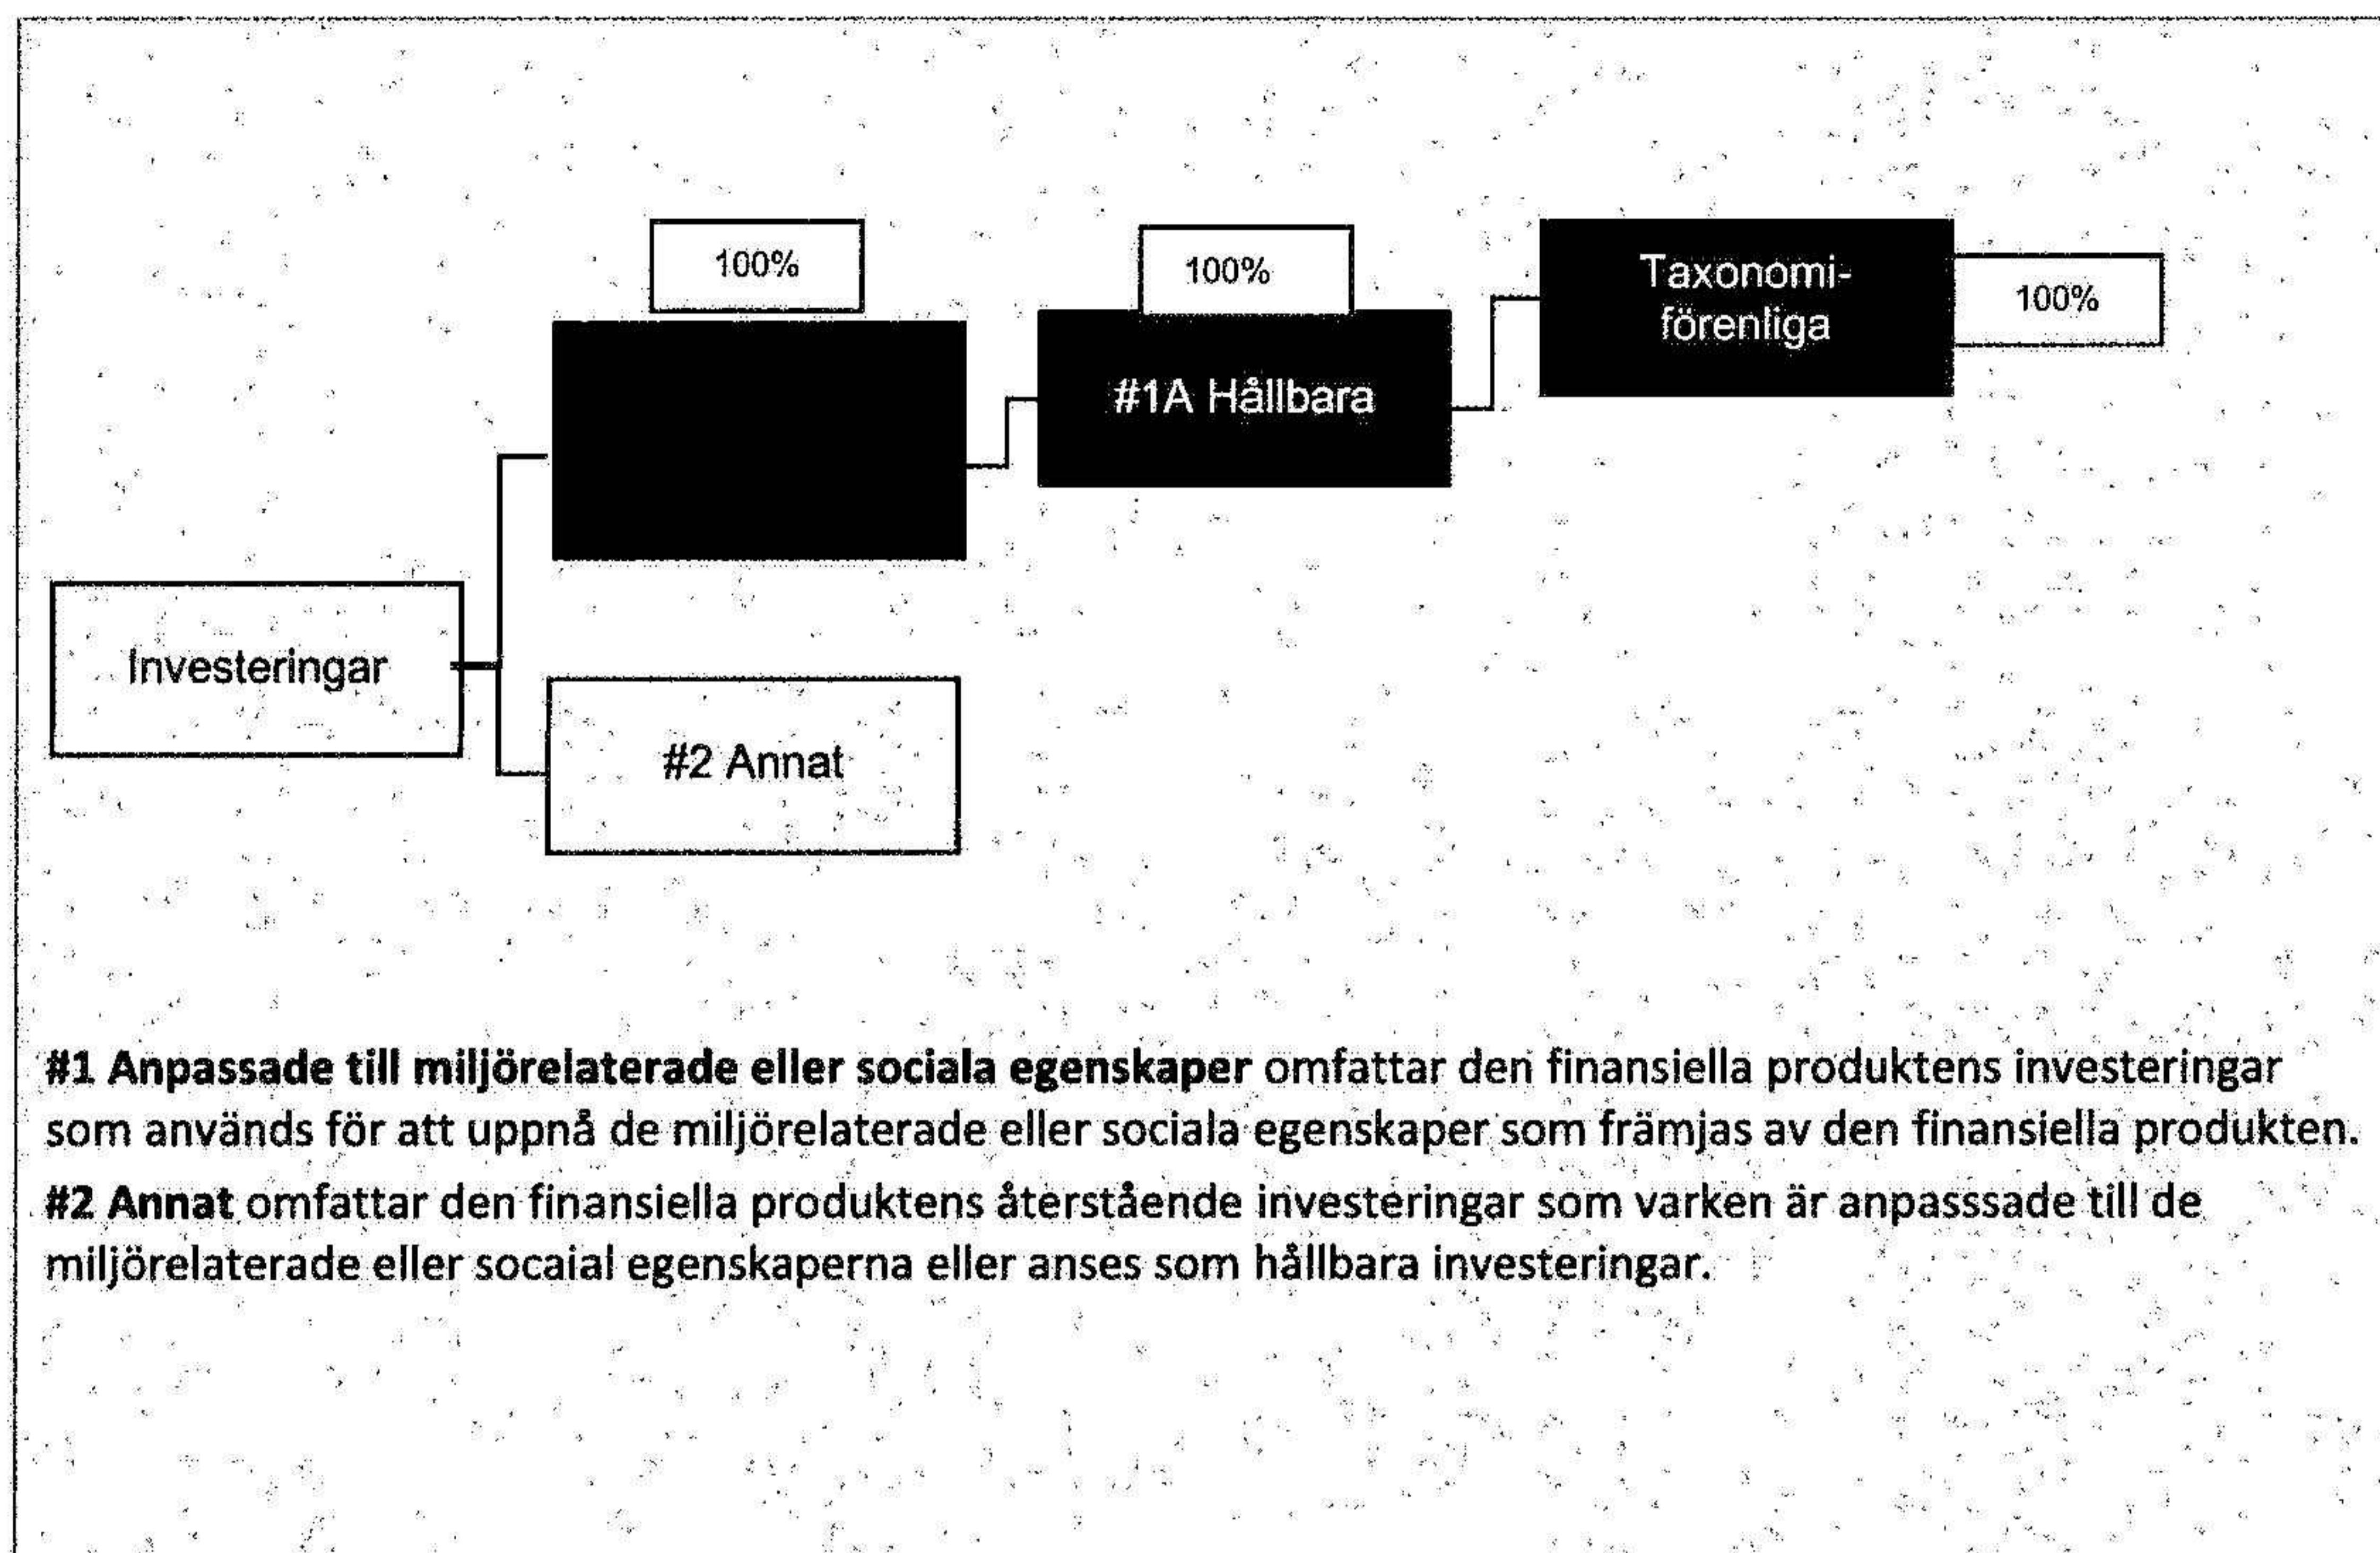 100%
100%
Taxonomi-
förenliga
100%
#1A Hållbara
Investeringar
#2 Annat
#1 Anpassade till miljörelaterade eller sociala egenskaper omfattar den finansiella produktens investeringar
som används för att uppnå de miljörelaterade eller sociala egenskaper som främjas av den finansiella produkten.
#2 Annat omfattar den finansiella produktens återstående investeringar som varken är anpasssade till de
miljörelaterade eller socaial egenskaperna eller anses som hållbara investeringar.